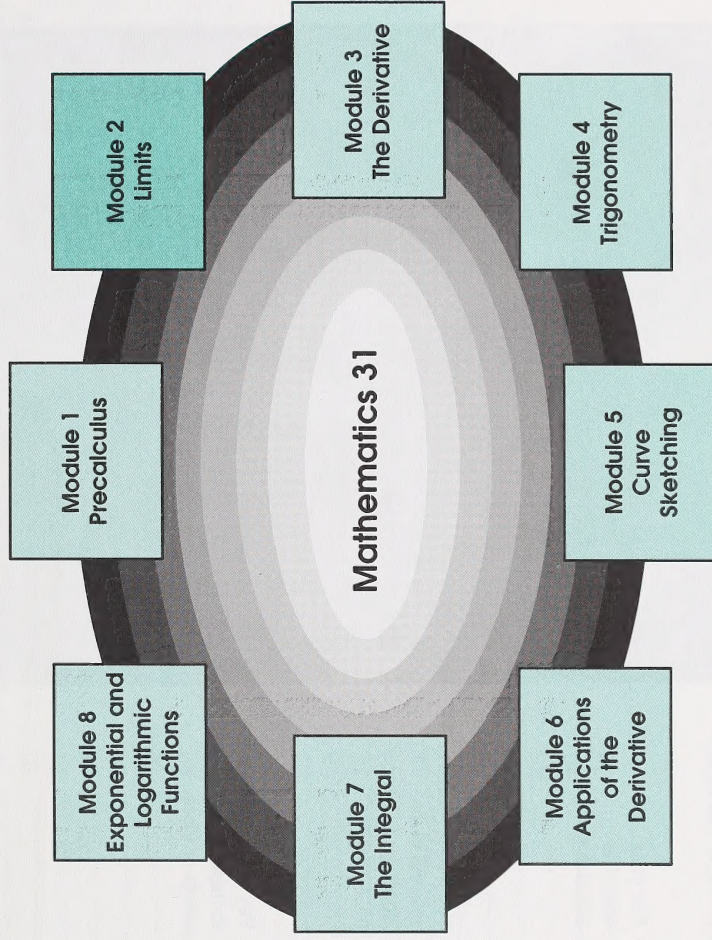 Module 1
Precalculus
Module 2
Limits
Module 3
The Derivative
Module 4
Trigonometry
Module 5
Curve
Sketching
Module 6
Applications
of the
Derivative
Module 7
The Integral
Module 8
Exponential and
Logarithmic
Functions
Mathematics 31